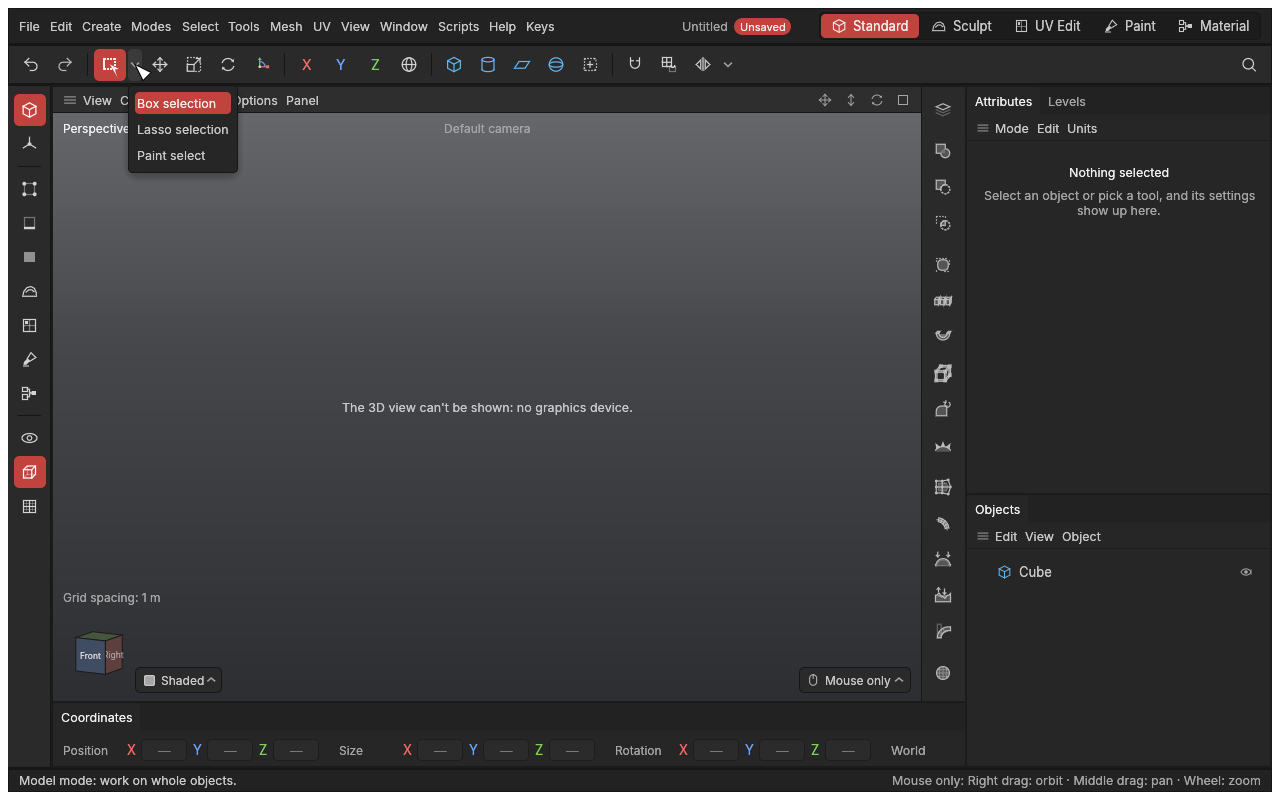 File Edit Create Modes Select Tools Mesh UV View Window Scripts Help Keys Untitled Unsaved Standard Sculpt UV Edit Paint Material
X Y Z
View Options Panel
Box selection
Lasso selection
Paint select
Perspective Default camera
The 3D view can't be shown: no graphics device.
Grid spacing: 1 m
Front Right
Shaded
Mouse only
Attributes Levels
Mode Edit Units
Nothing selected
Select an object or pick a tool, and its settings
show up here.
Objects
Edit View Object
Cube
Coordinates
Position X — Y — Z — Size X — Y — Z — Rotation X — Y — Z — World
Model mode: work on whole objects. Mouse only: Right drag: orbit · Middle drag: pan · Wheel: zoom